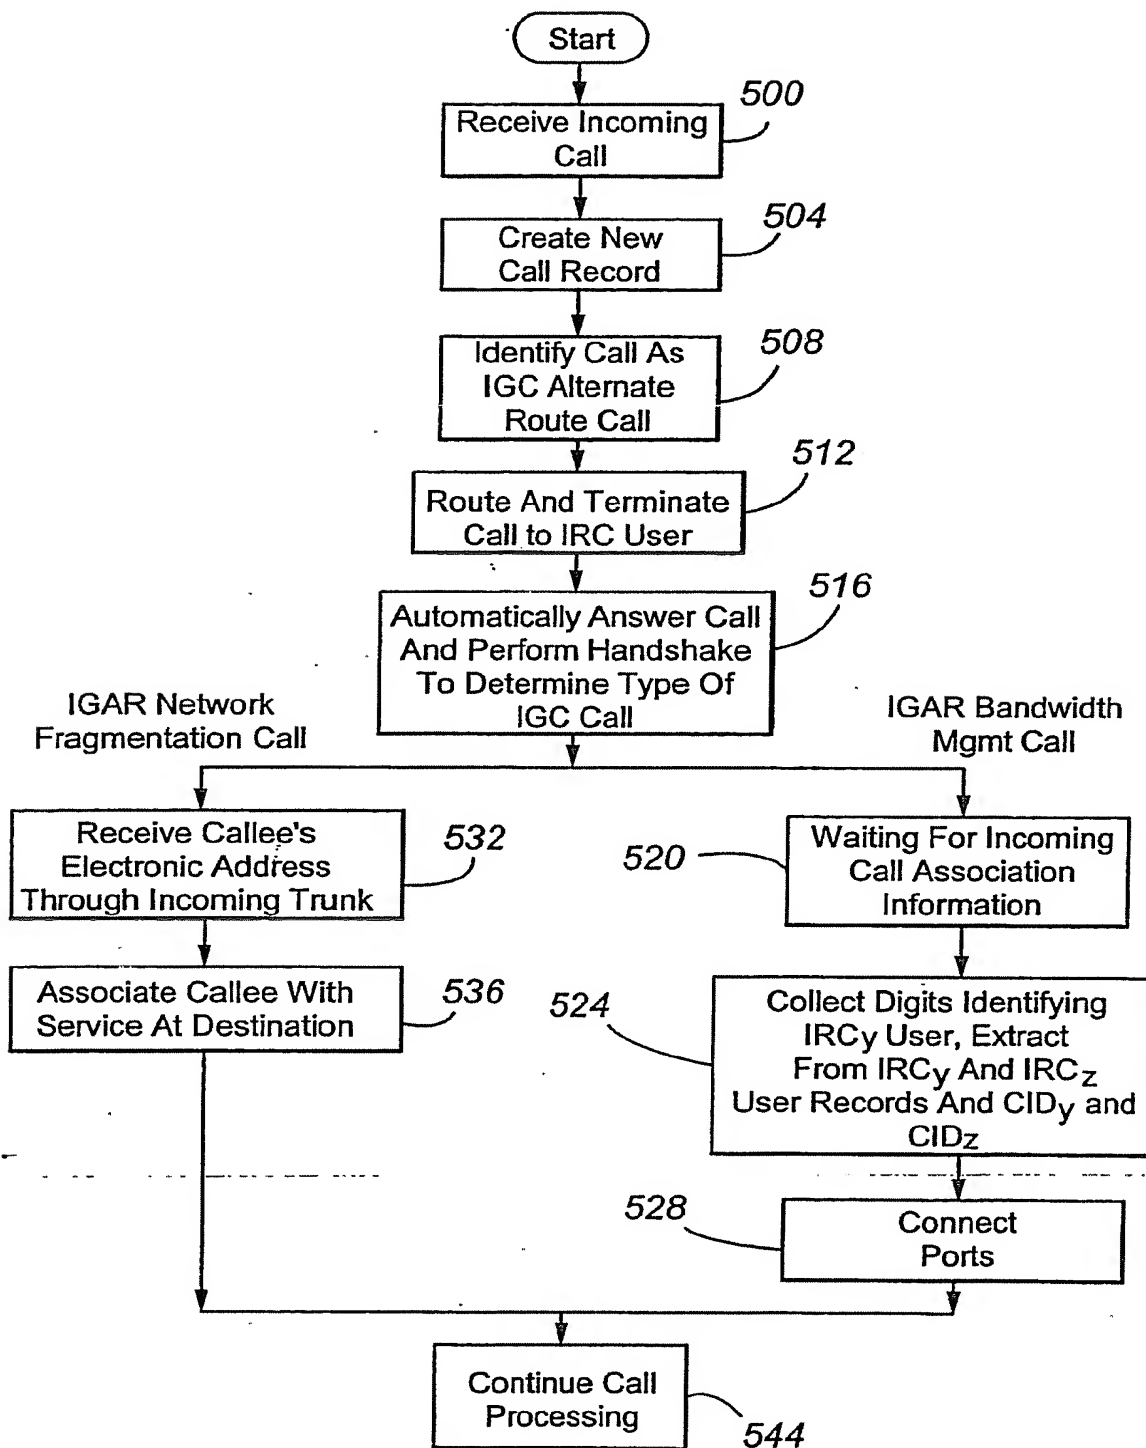 Start
500
Receive Incoming
Call
504
Create New
Call Record
508
Identify Call As
IGC Alternate
Route Call
512
Route And Terminate
Call to IRC User
516
Automatically Answer Call
And Perform Handshake
To Determine Type Of
IGC Call
IGAR Network
Fragmentation Call
IGAR Bandwidth
Mgmt Call
Receive Callee's
Electronic Address
Through Incoming Trunk
532
520
Waiting For Incoming
Call Association
Information
Associate Callee With
Service At Destination
536
524
Collect Digits Identifying
IRCy User, Extract
From IRCy And IRCz
User Records And CIDy and
CIDz
528
Connect
Ports
Continue Call
Processing
544